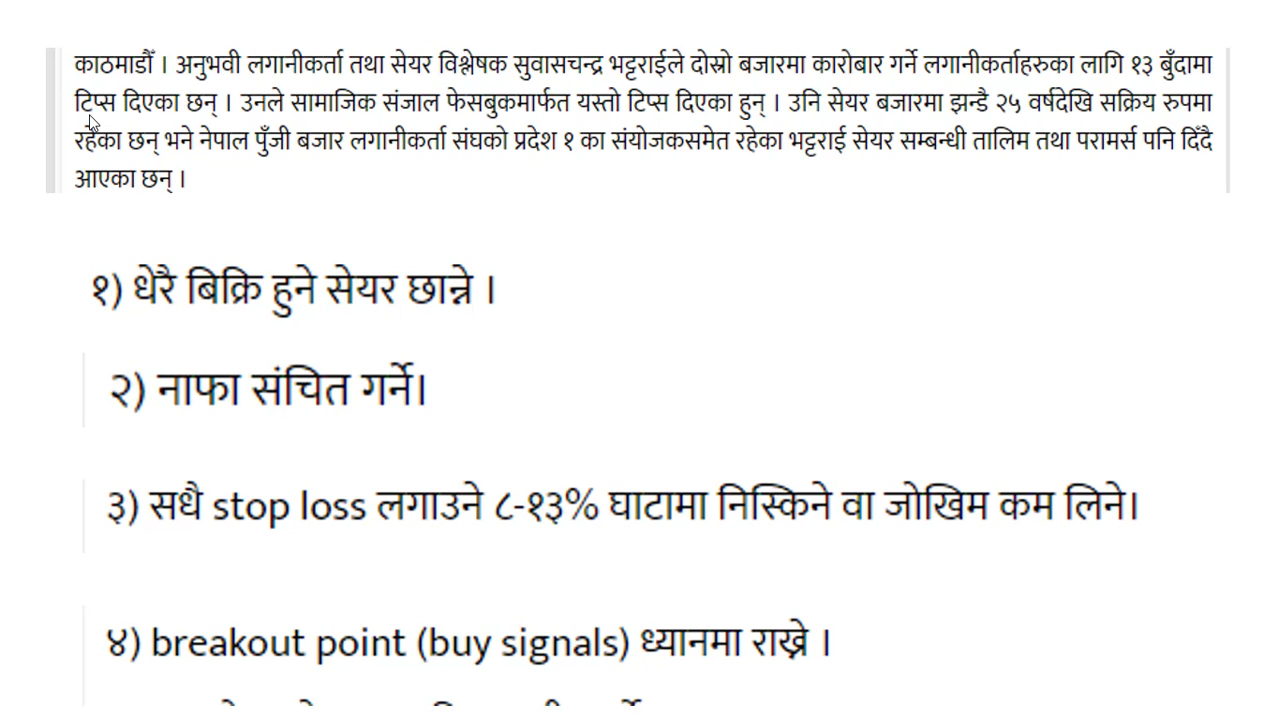 काठमाडौँ । अनुभवी लगानीकर्ता तथा सेयर विश्लेषक सुवासचन्द्र भट्टराईले दोस्रो बजारमा कारोबार गर्ने लगानीकर्ताहरुका लागि १३ बुँदामा
टिप्स दिएका छन् । उनले सामाजिक संजाल फेसबुकमार्फत यस्तो टिप्स दिएका हुन् । उनि सेयर बजारमा झन्डै २५ वर्षदेखि सक्रिय रुपमा
रहेका छन् भने नेपाल पुँजी बजार लगानीकर्ता संघको प्रदेश १ का संयोजकसमेत रहेका भट्टराई सेयर सम्बन्धी तालिम तथा परामर्स पनि दिँदै
आएका छन् ।
१) धेरै बिक्रि हुने सेयर छान्ने ।
२) नाफा संचित गर्ने।
३) सधै stop loss लगाउने ८-१३% घाटामा निस्किने वा जोखिम कम लिने।
४) breakout point (buy signals) ध्यानमा राख्ने ।